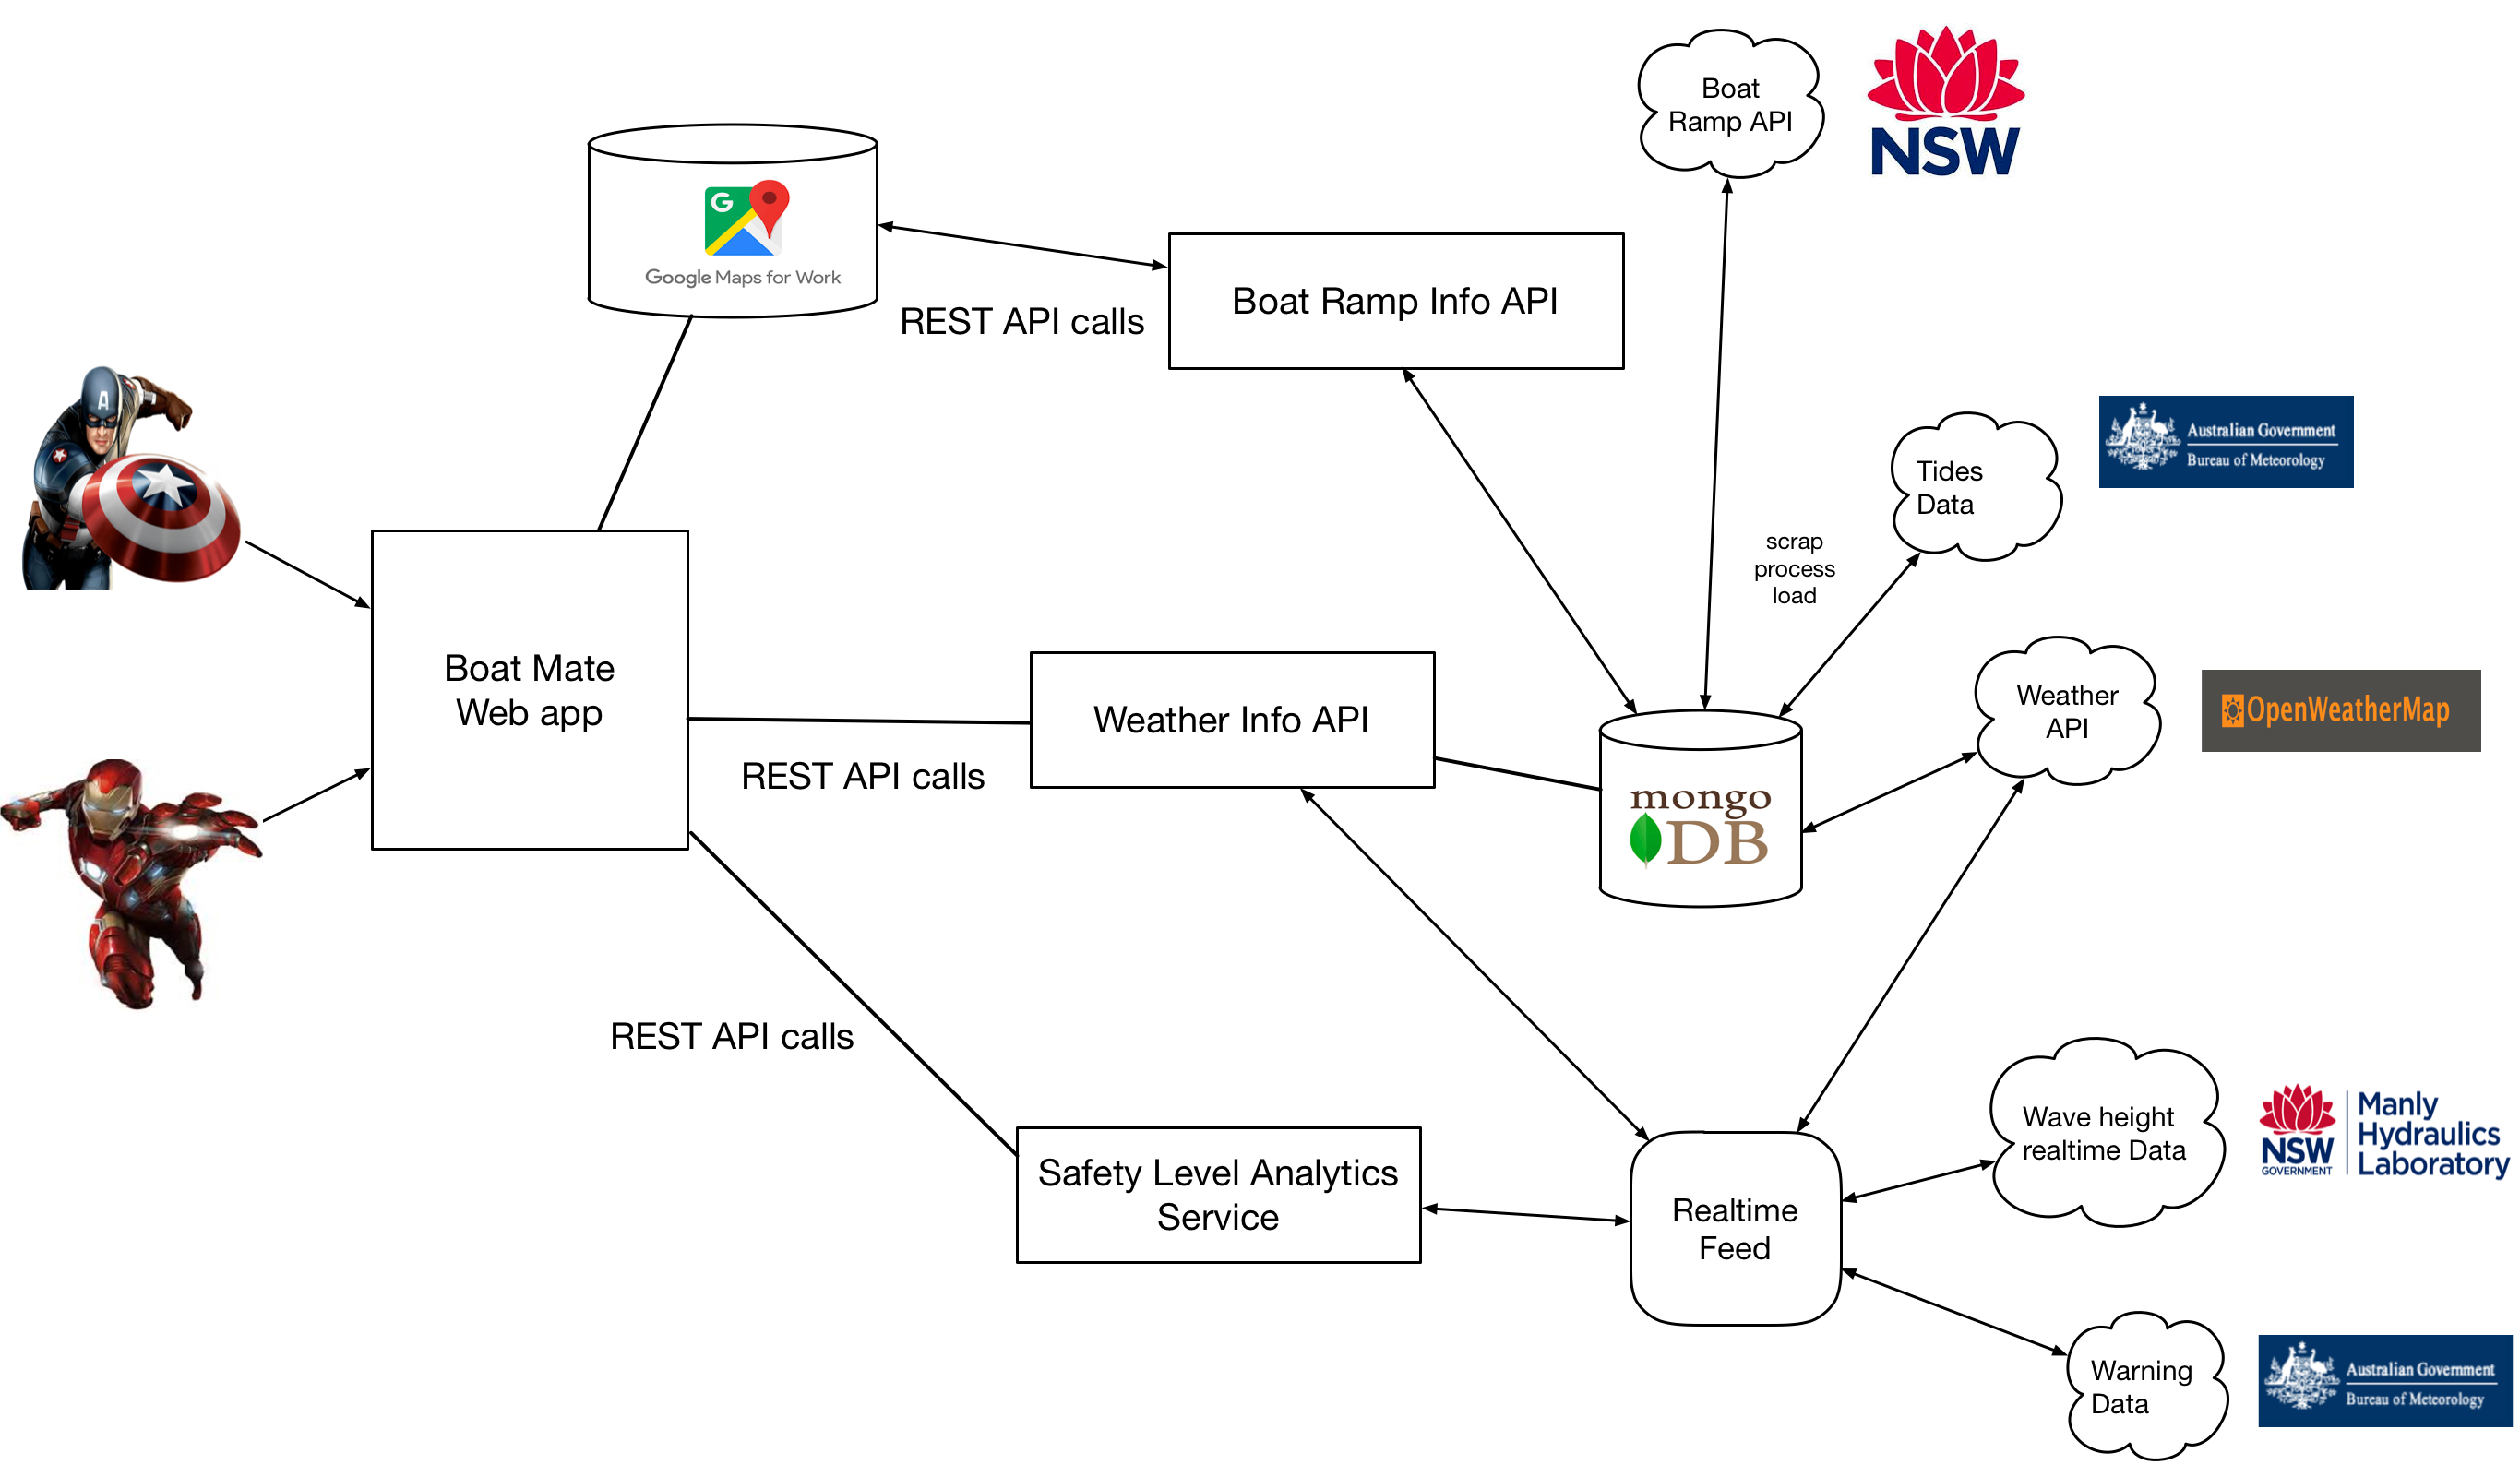 Boat
Ramp API
NSW
G
Google Maps for Work
REST API calls
Boat Ramp Info API
A
Tides
Data
Australian Government
Bureau of Meteorology
scrap
process
load
Boat Mate
Web app
REST API calls
Weather Info API
mongo
DB
Weather
API
OpenWeatherMap
REST API calls
Safety Level Analytics
Service
Realtime
Feed
Wave height
realtime Data
NSW
GOVERNMENT
Manly
Hydraulics
Laboratory
Warning
Data
Australian Government
Bureau of Meteorology